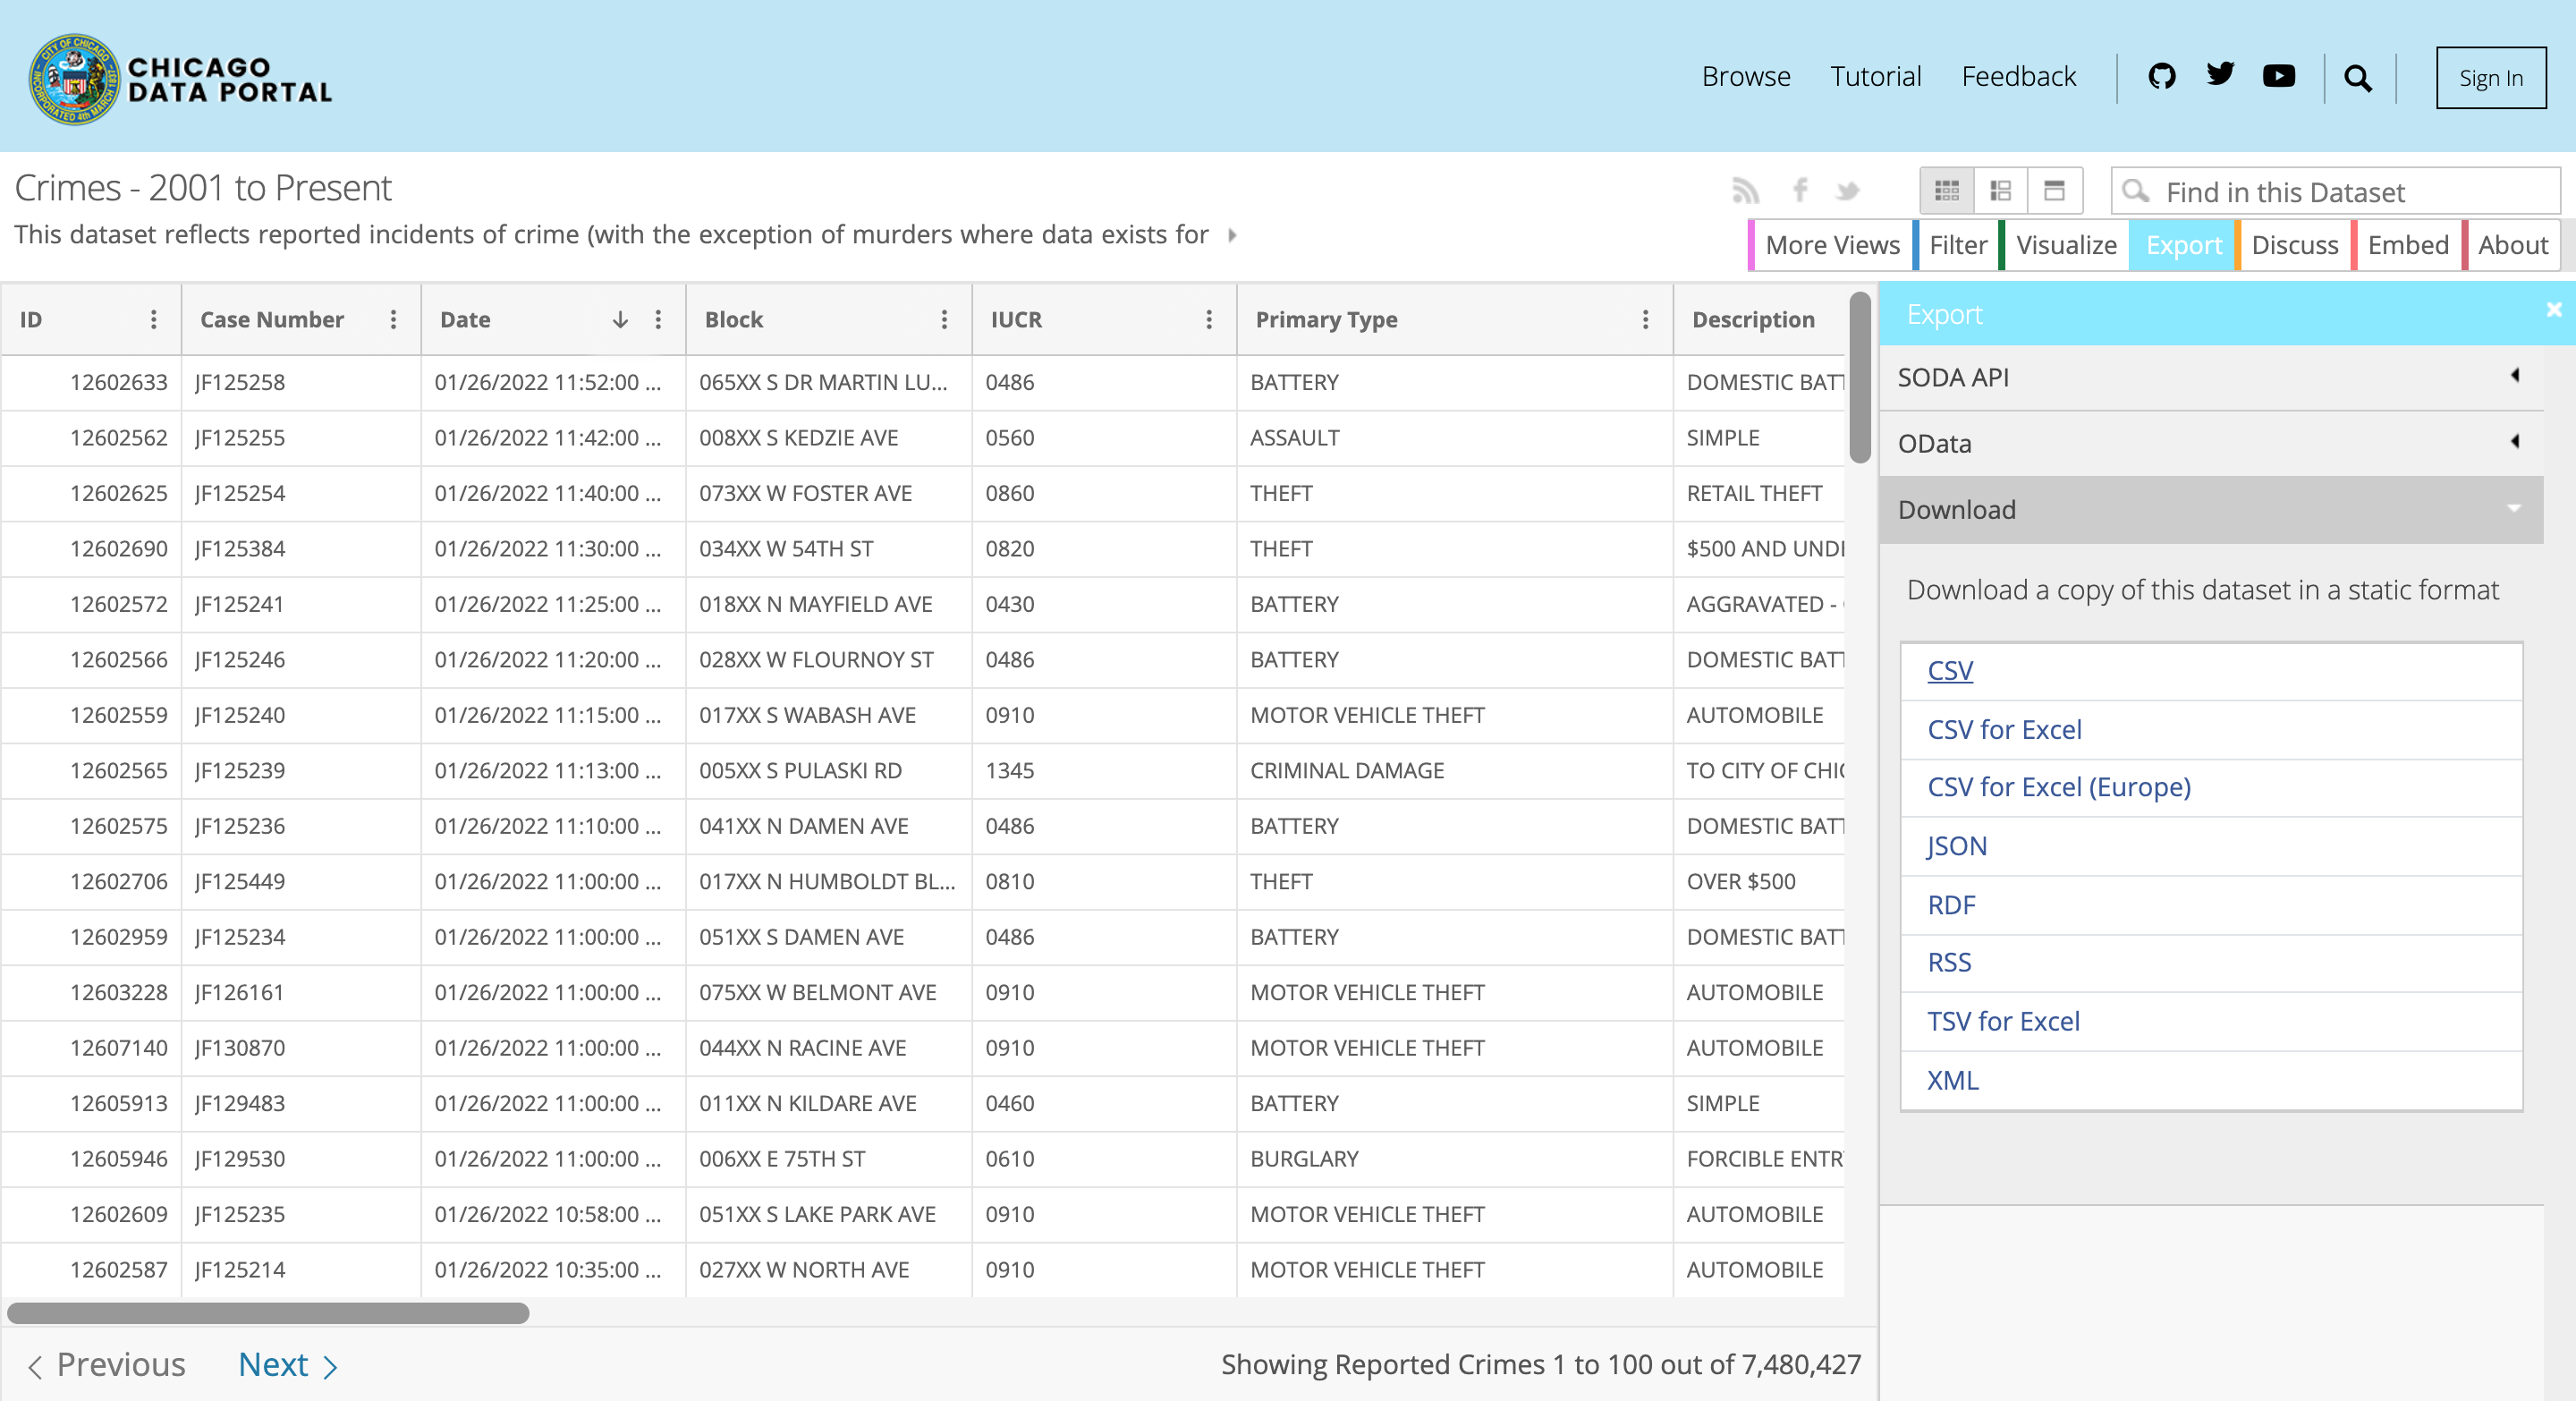 CITY OF CHICAGO
INCORPORATED 4th MARCH 1837
CHICAGO
DATA PORTAL
Browse Tutorial Feedback Sign In
Crimes - 2001 to Present
Find in this Dataset
This dataset reflects reported incidents of crime (with the exception of murders where data exists for
More Views Filter Visualize Export Discuss Embed About
ID Case Number Date Block IUCR Primary Type Description
12602633 JF125258 01/26/2022 11:52:00 ... 065XX S DR MARTIN LU... 0486 BATTERY DOMESTIC BATT
12602562 JF125255 01/26/2022 11:42:00 ... 008XX S KEDZIE AVE 0560 ASSAULT SIMPLE
12602625 JF125254 01/26/2022 11:40:00 ... 073XX W FOSTER AVE 0860 THEFT RETAIL THEFT
12602690 JF125384 01/26/2022 11:30:00 ... 034XX W 54TH ST 0820 THEFT $500 AND UNDE
12602572 JF125241 01/26/2022 11:25:00 ... 018XX N MAYFIELD AVE 0430 BATTERY AGGRAVATED -
12602566 JF125246 01/26/2022 11:20:00 ... 028XX W FLOURNOY ST 0486 BATTERY DOMESTIC BATT
12602559 JF125240 01/26/2022 11:15:00 ... 017XX S WABASH AVE 0910 MOTOR VEHICLE THEFT AUTOMOBILE
12602565 JF125239 01/26/2022 11:13:00 ... 005XX S PULASKI RD 1345 CRIMINAL DAMAGE TO CITY OF CHIC
12602575 JF125236 01/26/2022 11:10:00 ... 041XX N DAMEN AVE 0486 BATTERY DOMESTIC BATT
12602706 JF125449 01/26/2022 11:00:00 ... 017XX N HUMBOLDT BL... 0810 THEFT OVER $500
12602959 JF125234 01/26/2022 11:00:00 ... 051XX S DAMEN AVE 0486 BATTERY DOMESTIC BATT
12603228 JF126161 01/26/2022 11:00:00 ... 075XX W BELMONT AVE 0910 MOTOR VEHICLE THEFT AUTOMOBILE
12607140 JF130870 01/26/2022 11:00:00 ... 044XX N RACINE AVE 0910 MOTOR VEHICLE THEFT AUTOMOBILE
12605913 JF129483 01/26/2022 11:00:00 ... 011XX N KILDARE AVE 0460 BATTERY SIMPLE
12605946 JF129530 01/26/2022 11:00:00 ... 006XX E 75TH ST 0610 BURGLARY FORCIBLE ENTR
12602609 JF125235 01/26/2022 10:58:00 ... 051XX S LAKE PARK AVE 0910 MOTOR VEHICLE THEFT AUTOMOBILE
12602587 JF125214 01/26/2022 10:35:00 ... 027XX W NORTH AVE 0910 MOTOR VEHICLE THEFT AUTOMOBILE
Previous Next Showing Reported Crimes 1 to 100 out of 7,480,427
Export
SODA API
OData
Download
Download a copy of this dataset in a static format
CSV
CSV for Excel
CSV for Excel (Europe)
JSON
RDF
RSS
TSV for Excel
XML